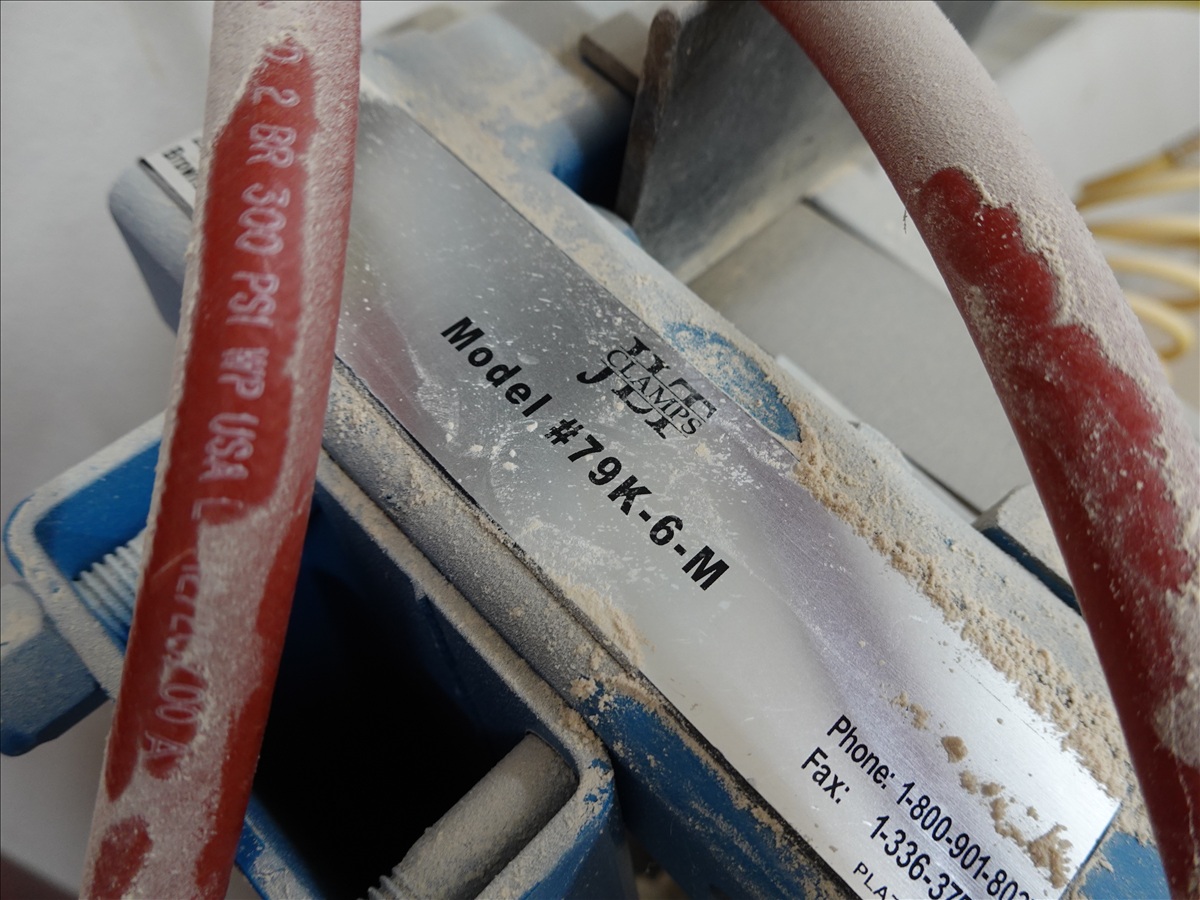 .2 BR 300 PSI WP USA
JLT
CLAMPS
Model #79K-6-M
Phone: 1-800-901-80
Fax: 1-336-37
PLA